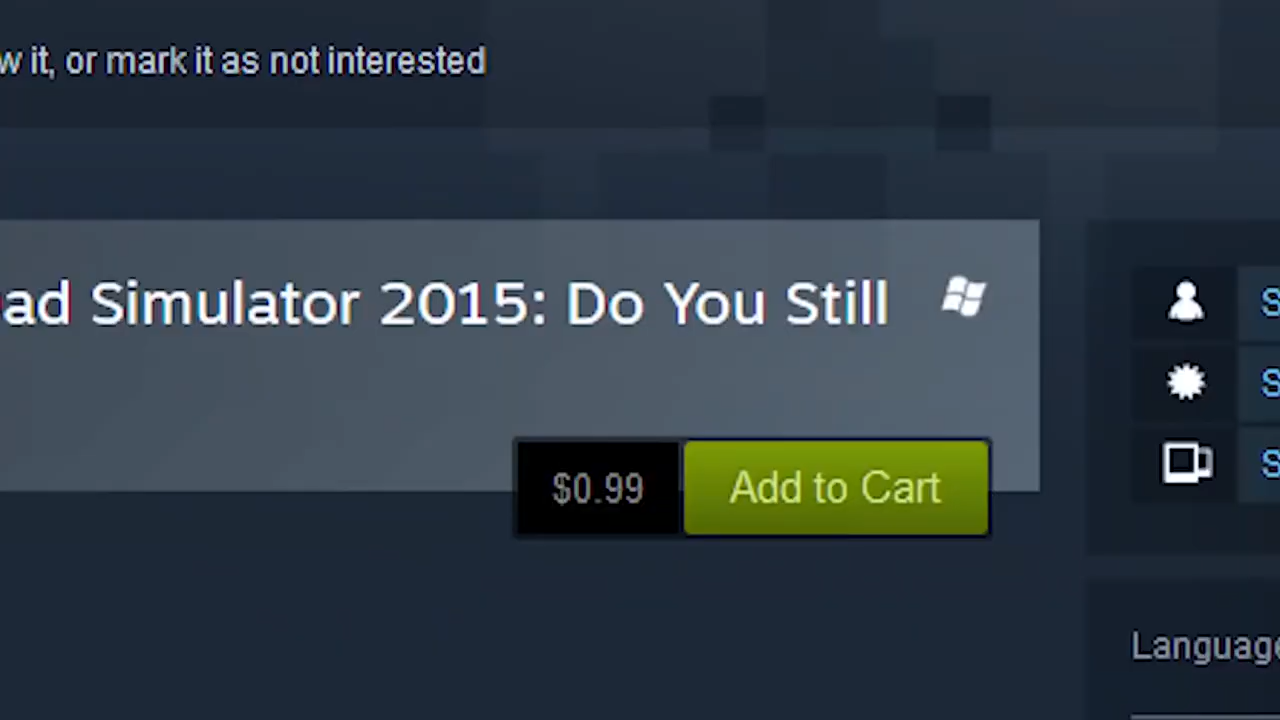 w it, or mark it as not interested
ad Simulator 2015: Do You Still
$0.99
Add to Cart
S
S
S
Language